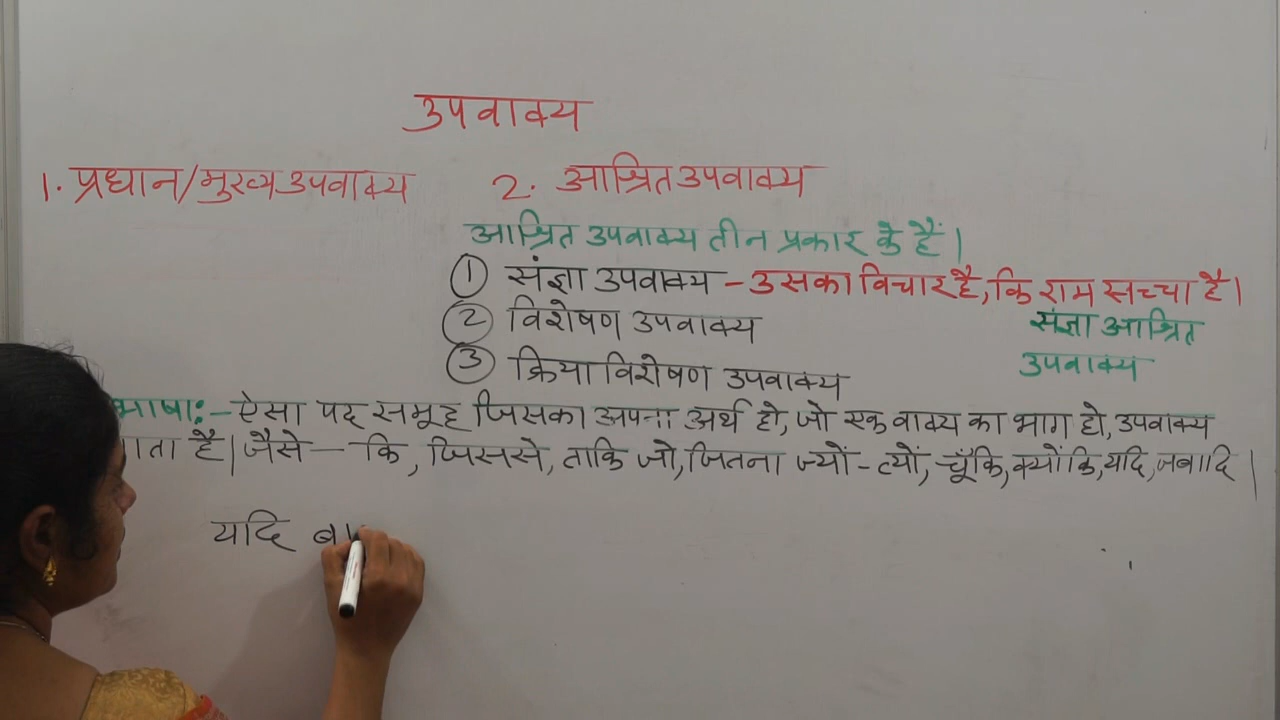 उपवाक्य
1. प्रधान/मुख्य उपवाक्य 2. आश्रित उपवाक्य
आश्रित उपवाक्य तीन प्रकार के हैं।
① संज्ञा उपवाक्य - उसका विचार है, कि राम सच्चा है।
② विशेषण उपवाक्य संज्ञा आश्रित
③ क्रिया विशेषण उपवाक्य उपवाक्य
भाषा:- ऐसा पद समूह जिसका अपना अर्थ हो, जो एक वाक्य का भाग हो, उपवाक्य
ाता है। जैसे — कि, जिससे, ताकि जो, जितना ज्यों-त्यों, चूँकि, क्योंकि, यदि,
यदि